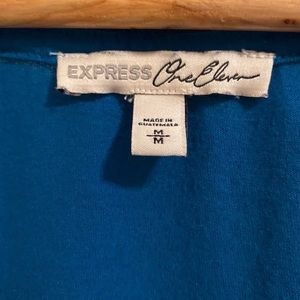 EXPRESS One Eleven
MADE IN
GUATEMALA
M
M